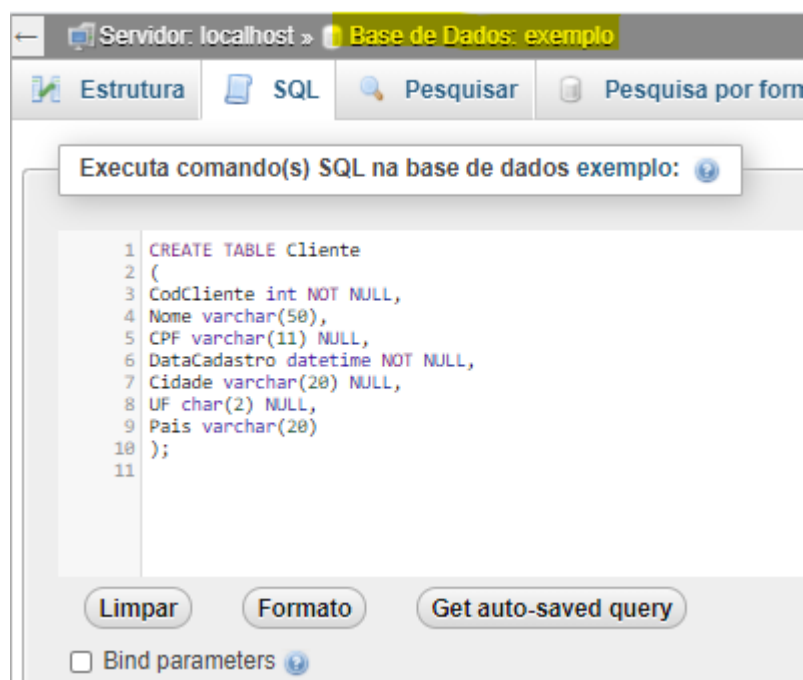 ← Servidor: localhost » Base de Dados: exemplo
Estrutura SQL Pesquisar Pesquisa por form
Executa comando(s) SQL na base de dados exemplo:
1 CREATE TABLE Cliente
2 (
3 CodCliente int NOT NULL,
4 Nome varchar(50),
5 CPF varchar(11) NULL,
6 DataCadastro datetime NOT NULL,
7 Cidade varchar(20) NULL,
8 UF char(2) NULL,
9 Pais varchar(20)
10 );
11
Limpar Formato Get auto-saved query
Bind parameters